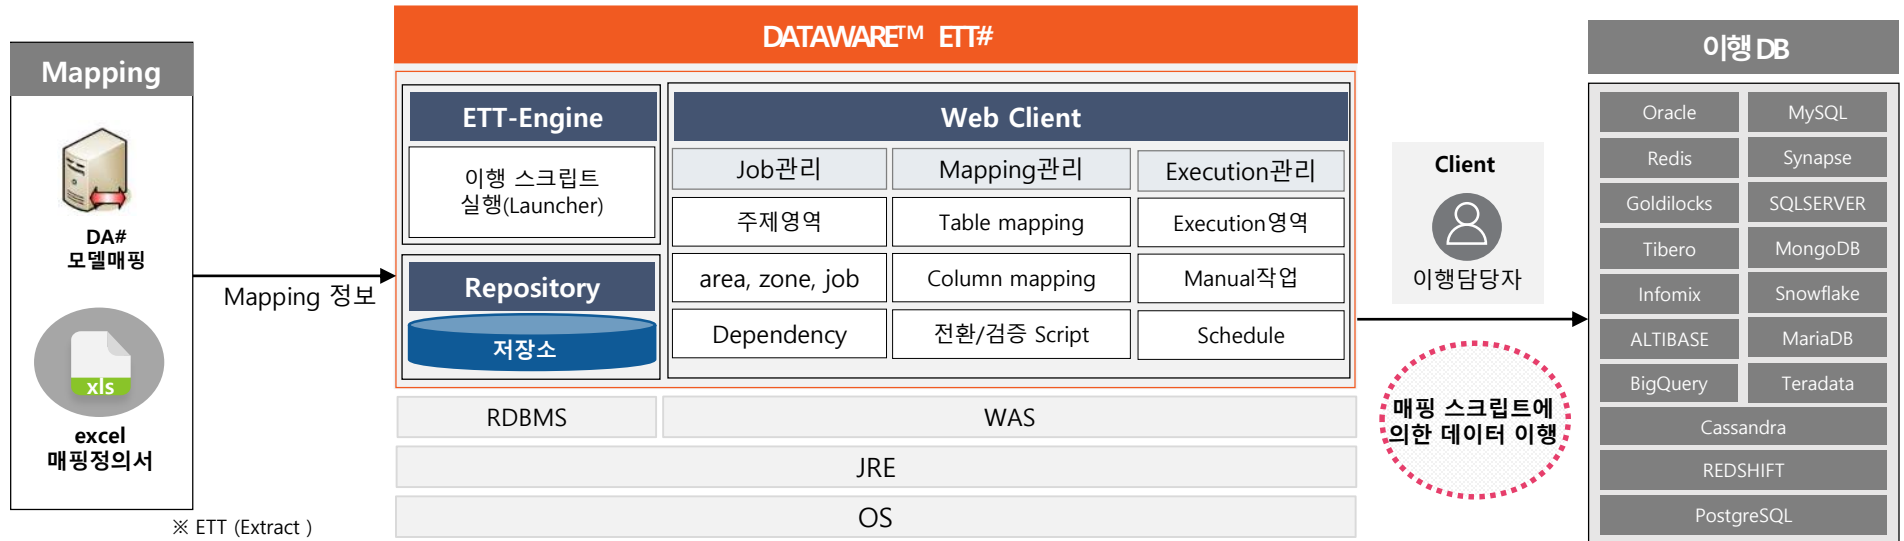 Mapping
DA#
모델매핑
xls
excel
매핑정의서
Mapping 정보
※ ETT (Extract )
DATAWARE™ ETT#
ETT-Engine
이행 스크립트
실행(Launcher)
Repository
저장소
Web Client
Job관리
Mapping관리
Execution관리
주제영역
Table mapping
Execution영역
area, zone, job
Column mapping
Manual작업
Dependency
전환/검증 Script
Schedule
RDBMS
WAS
JRE
OS
Client
이행담당자
매핑 스크립트에
의한 데이터 이행
이행 DB
Oracle
MySQL
Redis
Synapse
Goldilocks
SQLSERVER
Tibero
MongoDB
Infomix
Snowflake
ALTIBASE
MariaDB
BigQuery
Teradata
Cassandra
REDSHIFT
PostgreSQL